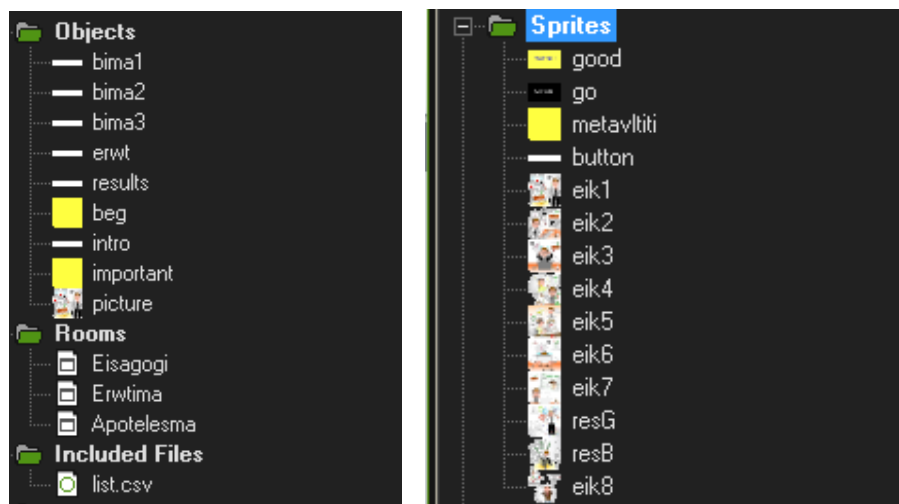 Objects
bima1
bima2
bima3
erwt
results
beg
intro
important
picture
Rooms
Eisagogi
Erwtima
Apotelesma
Included Files
list.csv
Sprites
good
go
metavltiti
button
eik1
eik2
eik3
eik4
eik5
eik6
eik7
resG
resB
eik8